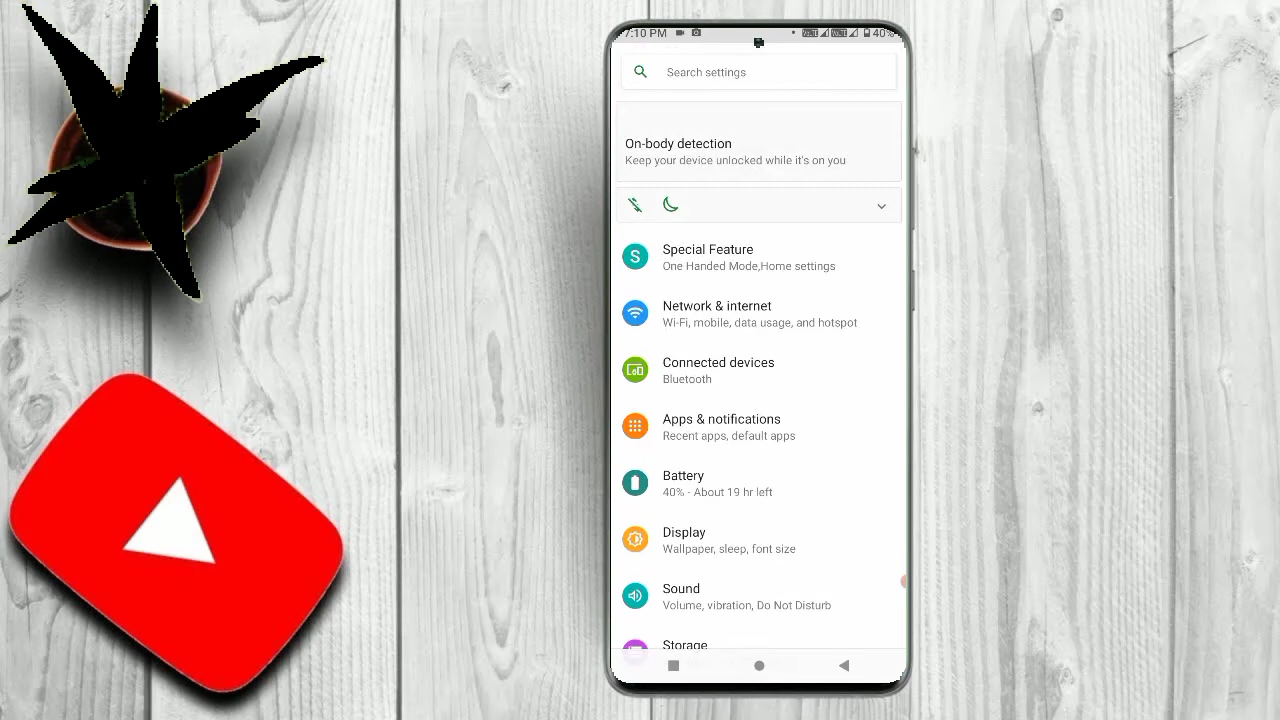 7:10 PM 40%
Search settings
On-body detection
Keep your device unlocked while it's on you
S Special Feature
One Handed Mode,Home settings
Network & internet
Wi-Fi, mobile, data usage, and hotspot
Connected devices
Bluetooth
Apps & notifications
Recent apps, default apps
Battery
40% - About 19 hr left
Display
Wallpaper, sleep, font size
Sound
Volume, vibration, Do Not Disturb
Storage